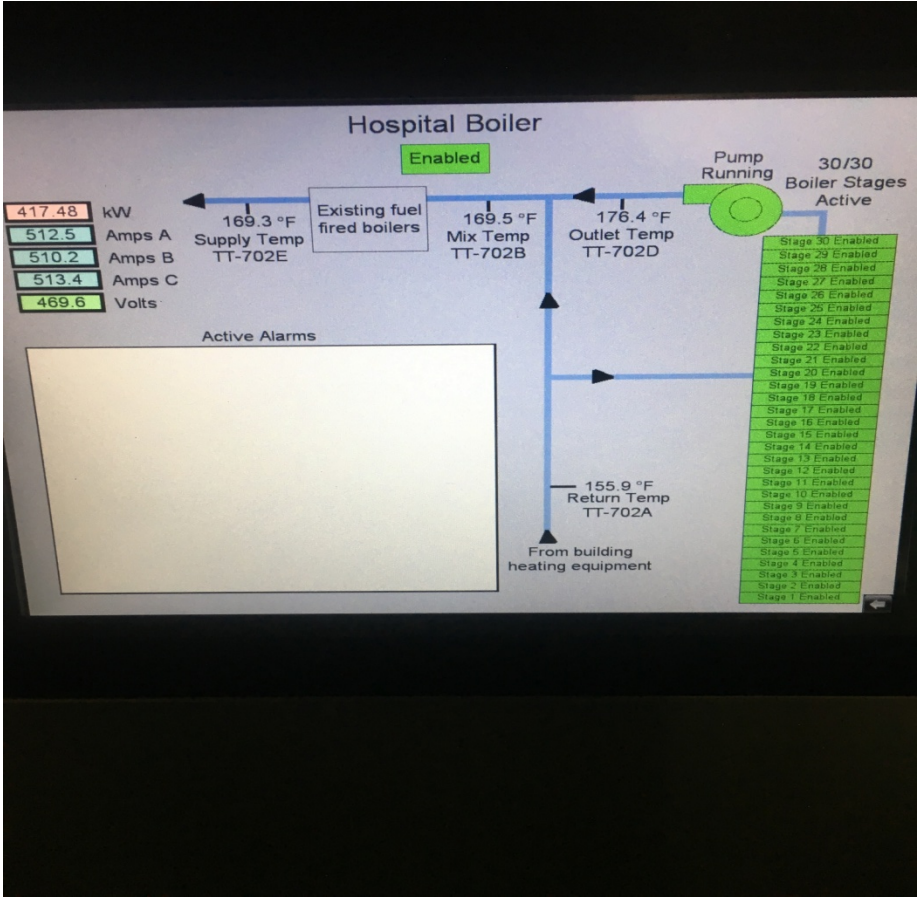 Hospital Boiler
Enabled
Pump
Running
30/30
Boiler Stages
Active
417.48 kW
512.5 Amps A
510.2 Amps B
513.4 Amps C
469.6 Volts
169.3 °F
Supply Temp
TT-702E
Existing fuel
fired boilers
169.5 °F
Mix Temp
TT-702B
176.4 °F
Outlet Temp
TT-702D
Stage 30 Enabled
Stage 29 Enabled
Stage 28 Enabled
Stage 27 Enabled
Stage 26 Enabled
Stage 25 Enabled
Stage 24 Enabled
Stage 23 Enabled
Stage 22 Enabled
Stage 21 Enabled
Stage 20 Enabled
Stage 19 Enabled
Stage 18 Enabled
Stage 17 Enabled
Stage 16 Enabled
Stage 15 Enabled
Stage 14 Enabled
Stage 13 Enabled
Stage 12 Enabled
Stage 11 Enabled
Stage 10 Enabled
Stage 9 Enabled
Stage 8 Enabled
Stage 7 Enabled
Stage 6 Enabled
Stage 5 Enabled
Stage 4 Enabled
Stage 3 Enabled
Stage 2 Enabled
Stage 1 Enabled
Active Alarms
155.9 °F
Return Temp
TT-702A
From building
heating equipment